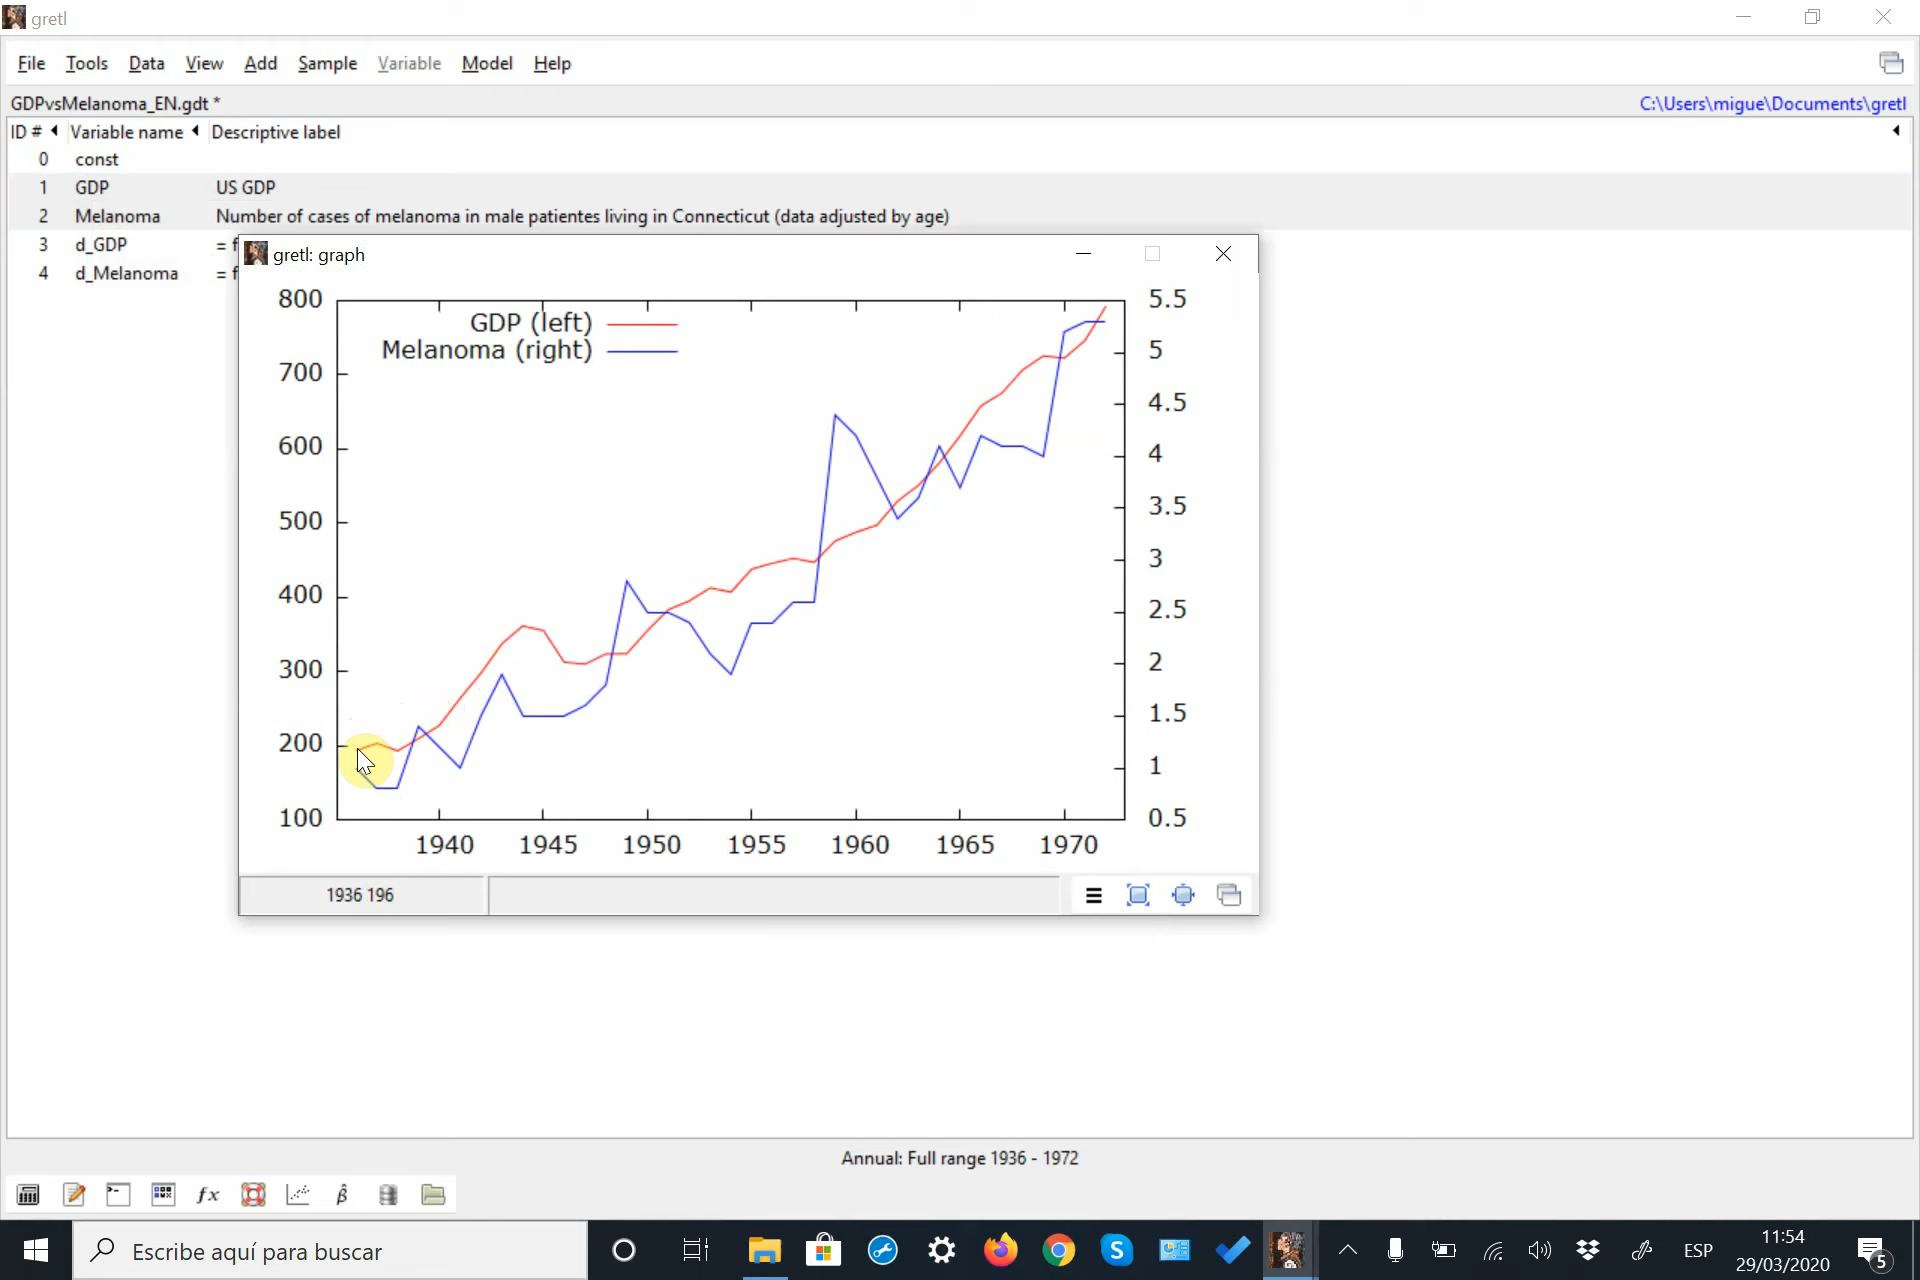 gretl
File Tools Data View Add Sample Variable Model Help
GDPvsMelanoma_EN.gdt * C:\Users\migue\Documents\gretl
ID # Variable name Descriptive label
0 const
1 GDP US GDP
2 Melanoma Number of cases of melanoma in male patientes living in Connecticut (data adjusted by age)
3 d_GDP = f
4 d_Melanoma = f
gretl: graph
GDP (left)
Melanoma (right)
800
700
600
500
400
300
200
100
5.5
5
4.5
4
3.5
3
2.5
2
1.5
1
0.5
1940 1945 1950 1955 1960 1965 1970
1936 196
Annual: Full range 1936 - 1972
fx β̂
Escribe aquí para buscar
ESP
11:54
29/03/2020
5